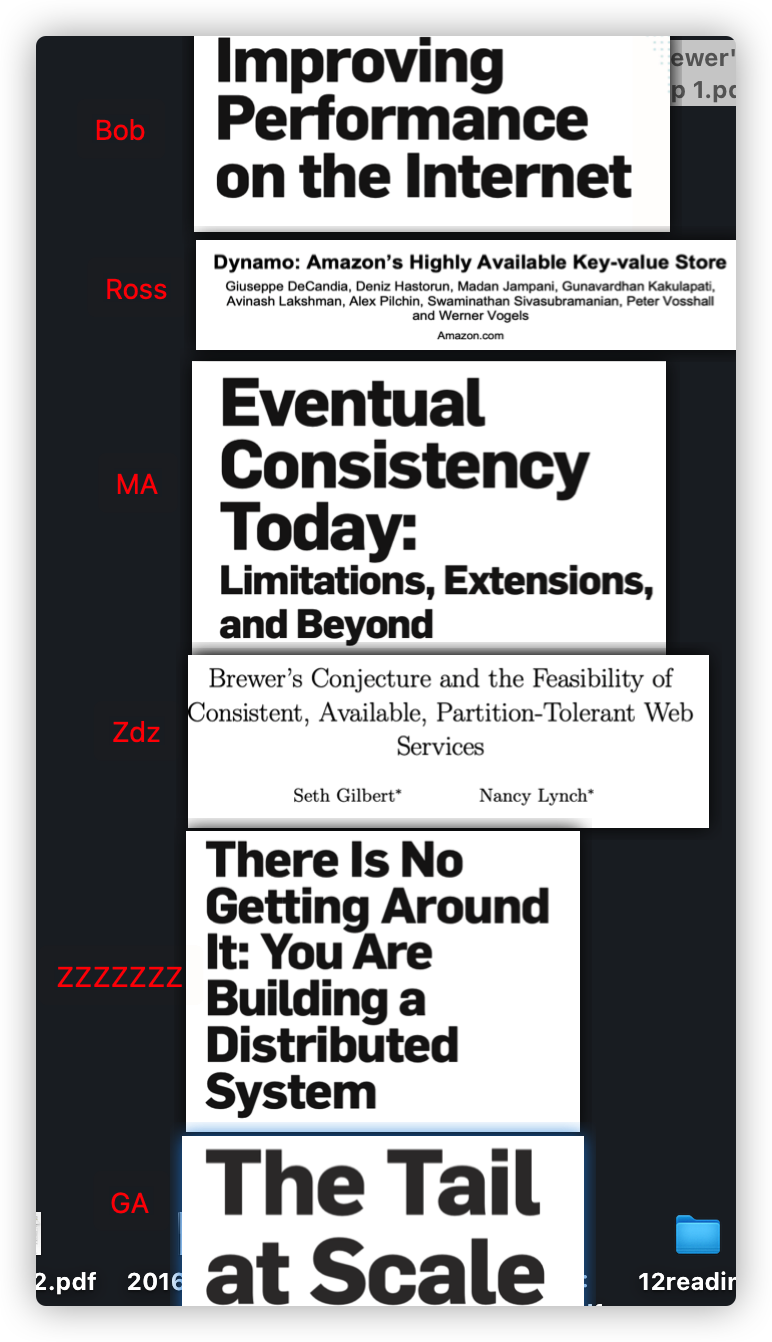 Improving
Performance
on the Internet
ewer'
p 1.pd
Bob
Dynamo: Amazon's Highly Available Key-value Store
Giuseppe DeCandia, Deniz Hastorun, Madan Jampani, Gunavardhan Kakulapati,
Avinash Lakshman, Alex Pilchin, Swaminathan Sivasubramanian, Peter Vosshall
and Werner Vogels
Amazon.com
Ross
Eventual
Consistency
Today:
Limitations, Extensions,
and Beyond
MA
Brewer's Conjecture and the Feasibility of
Consistent, Available, Partition-Tolerant Web
Services
Seth Gilbert* Nancy Lynch*
Zdz
There Is No
Getting Around
It: You Are
Building a
Distributed
System
ZZZZZZZ
The Tail
at Scale
GA
2.pdf 2016 12readin